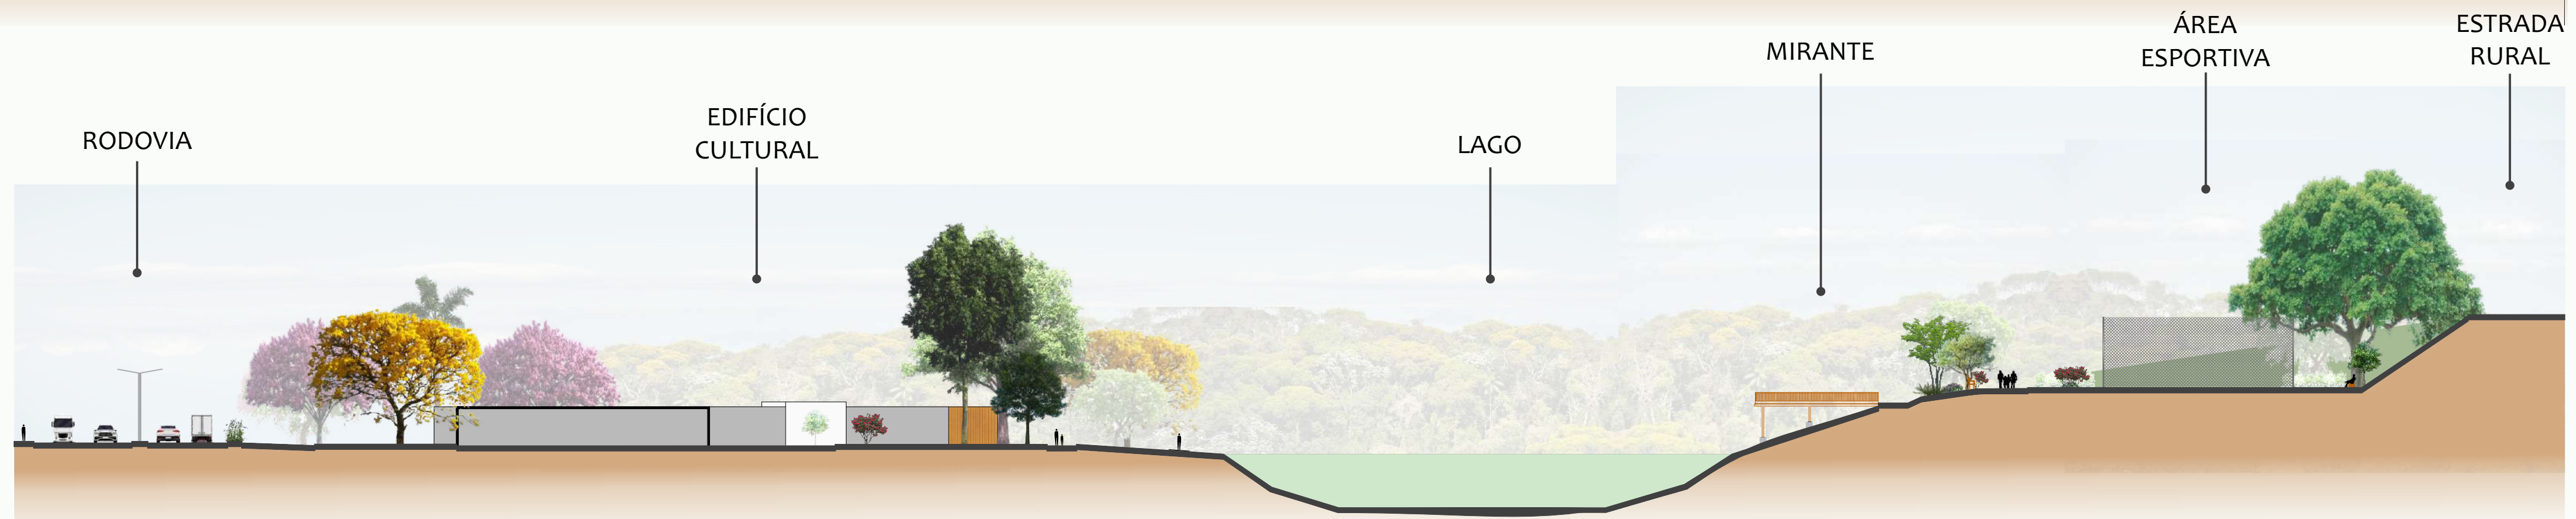 RODOVIA
EDIFÍCIO
CULTURAL
LAGO
MIRANTE
ÁREA
ESPORTIVA
ESTRADA
RURAL